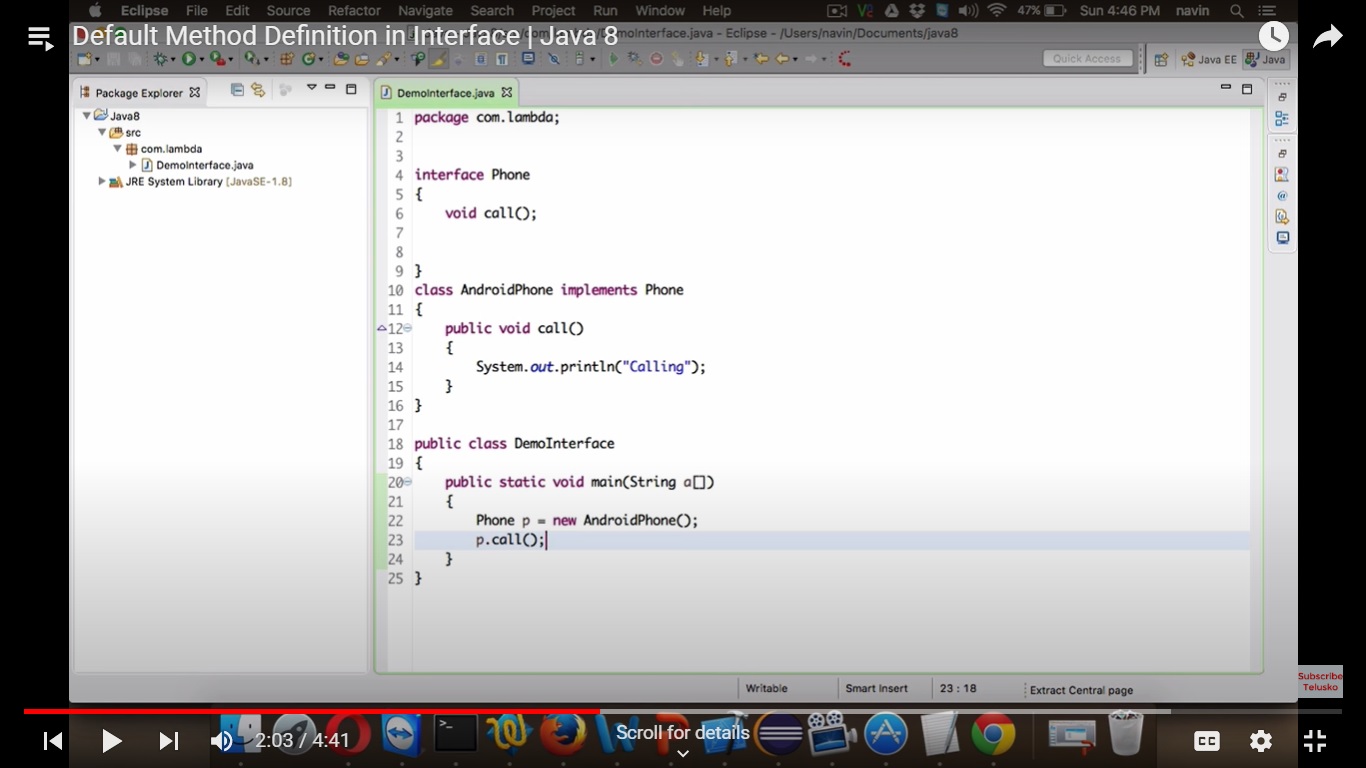 Eclipse File Edit Source Refactor Navigate Search Project Run Window Help 47% Sun 4:46 PM navin
Default Method Definition in Interface | Java 8
DemoInterface.java - Eclipse - /Users/navin/Documents/java8
Quick Access Java EE Java
Package Explorer
DemoInterface.java
Java8
src
com.lambda
DemoInterface.java
JRE System Library [JavaSE-1.8]
1 package com.lambda;
2
3
4 interface Phone
5 {
6 void call();
7
8
9 }
10 class AndroidPhone implements Phone
11 {
12 public void call()
13 {
14 System.out.println("Calling");
15 }
16 }
17
18 public class DemoInterface
19 {
20 public static void main(String a[])
21 {
22 Phone p = new AndroidPhone();
23 p.call();
24 }
25 }
Writable Smart Insert 23 : 18 Extract Central page
Subscribe
Telusko
2:03 / 4:41
Scroll for details
CC